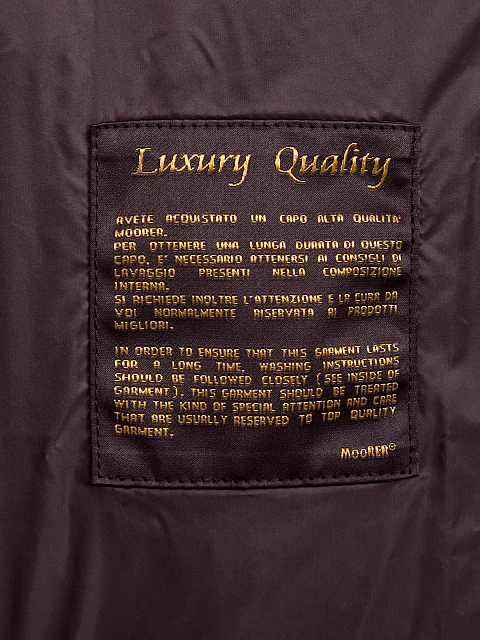 Luxury Quality
AVETE ACQUISTATO UN CAPO ALTA QUALITA'
MOORER.
PER OTTENERE UNA LUNGA DURATA DI QUESTO
CAPO, E' NECESSARIO ATTENERSI AI CONSIGLI DI
LAVAGGIO PRESENTI NELLA COMPOSIZIONE
INTERNA.
SI RICHIEDE INOLTRE L'ATTENZIONE E LA CURA DA
VOI NORMALMENTE RISERVATA AI PRODOTTI
MIGLIORI.
IN ORDER TO ENSURE THAT THIS GARMENT LASTS
FOR A LONG TIME, WASHING INSTRUCTIONS
SHOULD BE FOLLOWED CLOSELY (SEE INSIDE OF
GARMENT). THIS GARMENT SHOULD BE TREATED
WITH THE KIND OF SPECIAL ATTENTION AND CARE
THAT ARE USUALLY RESERVED TO TOP QUALITY
GARMENT.
MOORER®